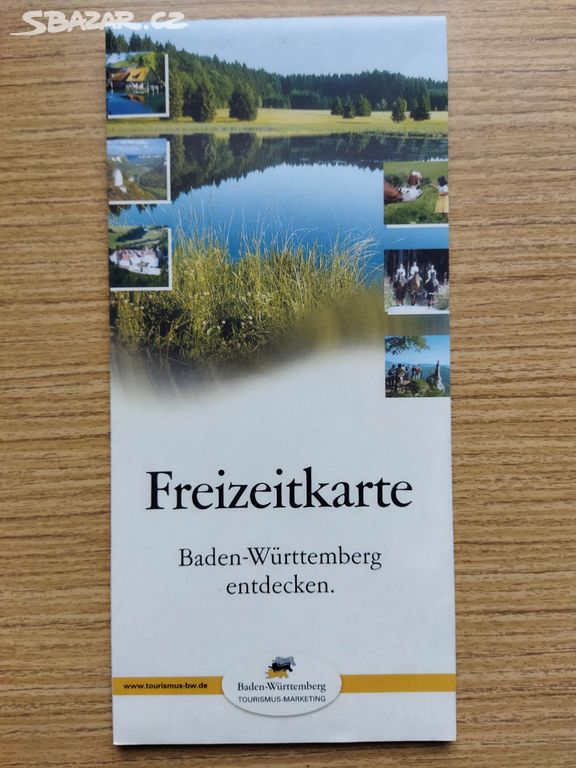 SBAZAR.CZ
Freizeitkarte
Baden-Württemberg
entdecken.
www.tourismus-bw.de
Baden-Württemberg
TOURISMUS-MARKETING